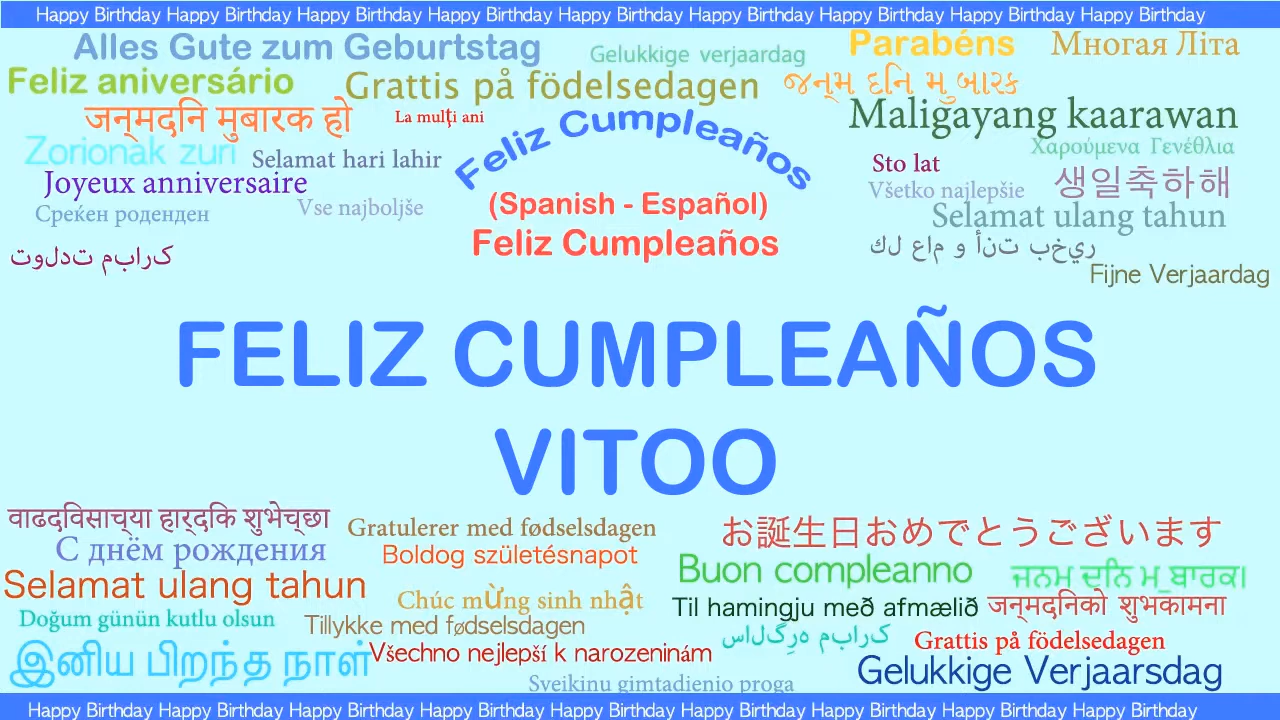 Happy Birthday Happy Birthday Happy Birthday Happy Birthday Happy Birthday Happy Birthday Happy Birthday Happy Birthday Happy Birthday
Alles Gute zum Geburtstag
Gelukkige verjaardag
Parabéns
Многая Літа
Feliz aniversário
Grattis på födelsedagen
જન્મ દિન મુબારક
जन्मदिन मुबारक हो
La mulţi ani
Feliz Cumpleaños
Maligayang kaarawan
Zorionak zuri
Selamat hari lahir
Sto lat
Χαρούμενα Γενέθλια
Joyeux anniversaire
Všetko najlepšie
생일축하해
(Spanish - Español)
Среќен роденден
Vse najboljše
Selamat ulang tahun
Feliz Cumpleaños
تولدت مبارک
كل عام و أنت بخير
Fijne Verjaardag
FELIZ CUMPLEAÑOS
VITOO
वाढदिवसाच्या हार्दिक शुभेच्छा
Gratulerer med fødselsdagen
お誕生日おめでとうございます
С днём рождения
Boldog születésnapot
Buon compleanno
ਜਨਮ ਦਿਨ ਮੁਬਾਰਕ।
Selamat ulang tahun
Chúc mừng sinh nhật
Til hamingju með afmælið
जन्मदिनको शुभकामना
Doğum günün kutlu olsun
Tillykke med fødselsdagen
سالگرہ مبارک
Grattis på födelsedagen
இனிய பிறந்த நாள்
Všechno nejlepší k narozeninám
Gelukkige Verjaarsdag
Sveikinu gimtadienio proga
Happy Birthday Happy Birthday Happy Birthday Happy Birthday Happy Birthday Happy Birthday Happy Birthday Happy Birthday Happy Birthday